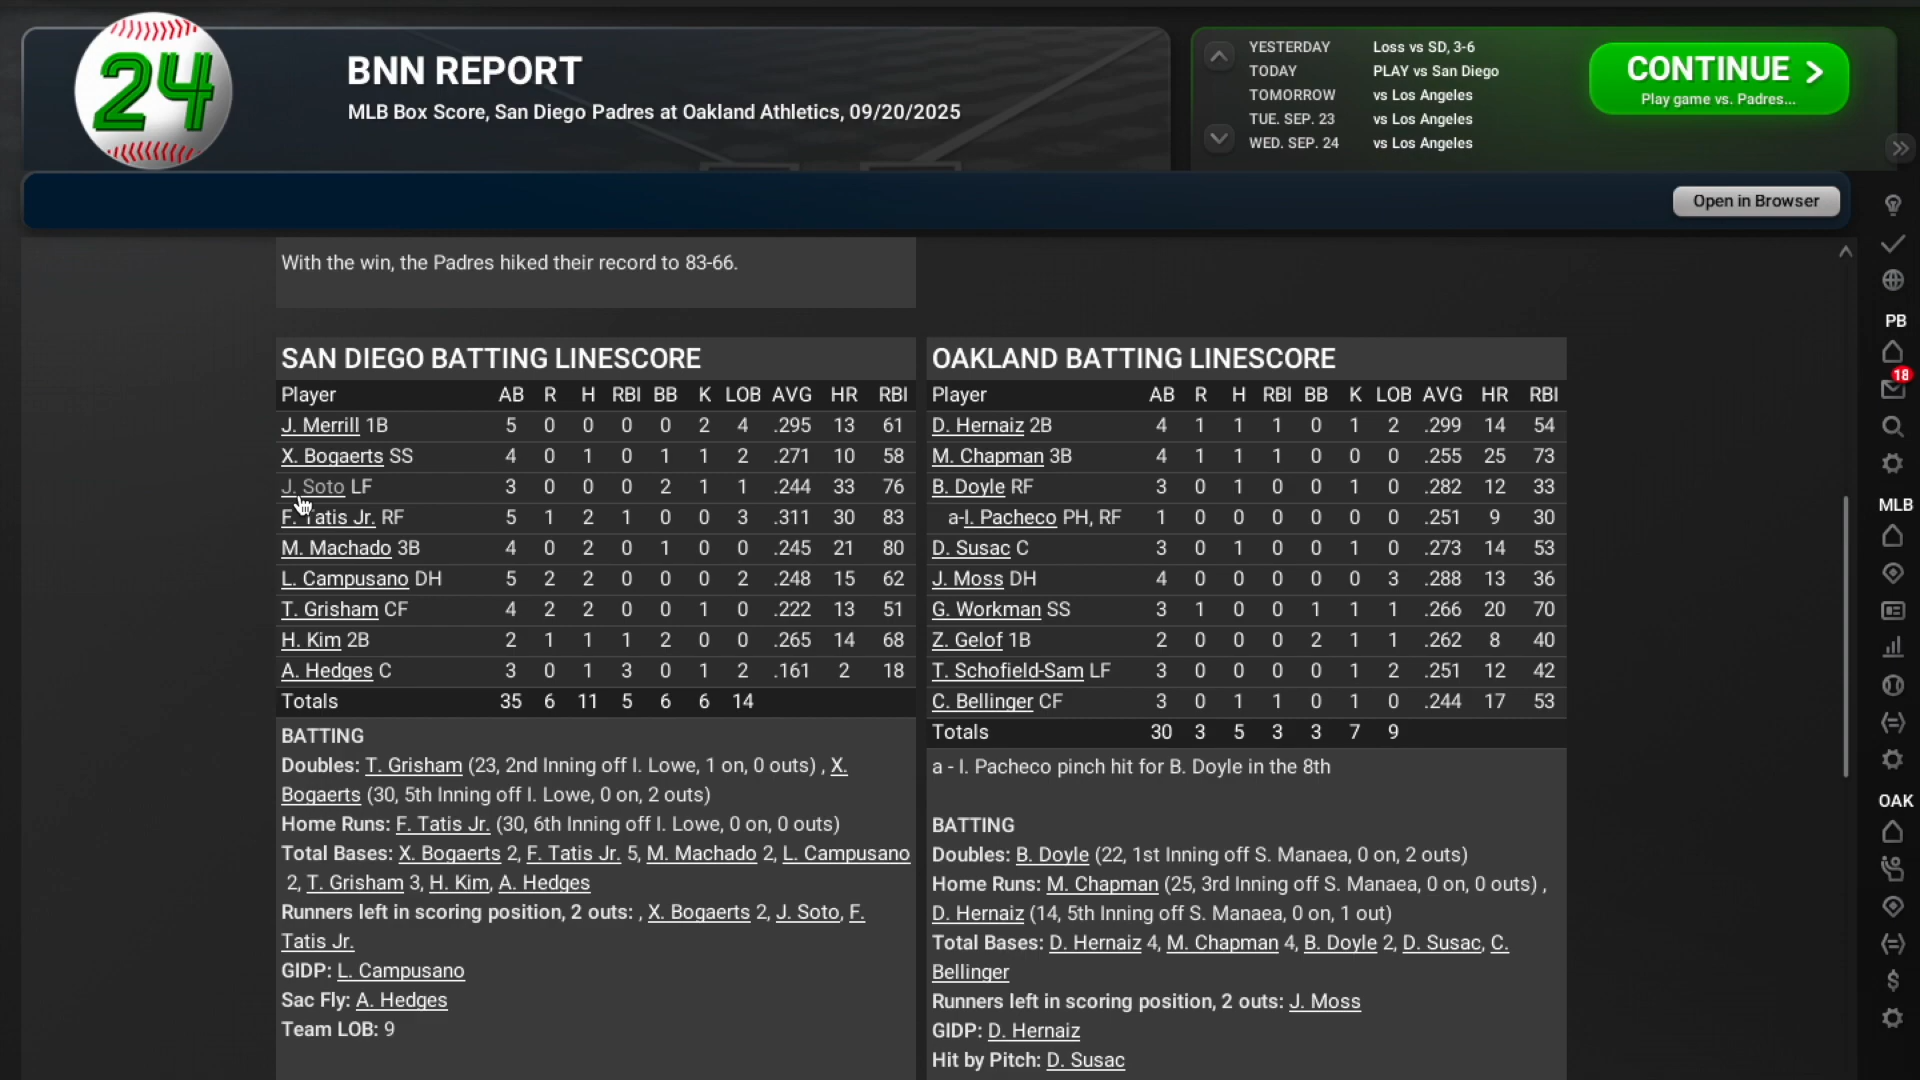 24
BNN REPORT
MLB Box Score, San Diego Padres at Oakland Athletics, 09/20/2025
YESTERDAY Loss vs SD, 3-6
TODAY PLAY vs San Diego
TOMORROW vs Los Angeles
TUE. SEP. 23 vs Los Angeles
WED. SEP. 24 vs Los Angeles
CONTINUE
Play game vs. Padres...
Open in Browser
With the win, the Padres hiked their record to 83-66.
SAN DIEGO BATTING LINESCORE
Player AB R H RBI BB K LOB AVG HR RBI
J. Merrill 1B 5 0 0 0 0 2 4 .295 13 61
X. Bogaerts SS 4 0 1 0 1 1 2 .271 10 58
J. Soto LF 3 0 0 0 2 1 1 .244 33 76
F. Tatis Jr. RF 5 1 2 1 0 0 3 .311 30 83
M. Machado 3B 4 0 2 0 1 0 0 .245 21 80
L. Campusano DH 5 2 2 0 0 0 2 .248 15 62
T. Grisham CF 4 2 2 0 0 1 0 .222 13 51
H. Kim 2B 2 1 1 1 2 0 0 .265 14 68
A. Hedges C 3 0 1 3 0 1 2 .161 2 18
Totals 35 6 11 5 6 6 14
BATTING
Doubles: T. Grisham (23, 2nd Inning off I. Lowe, 1 on, 0 outs) , X.
Bogaerts (30, 5th Inning off I. Lowe, 0 on, 2 outs)
Home Runs: F. Tatis Jr. (30, 6th Inning off I. Lowe, 0 on, 0 outs)
Total Bases: X. Bogaerts 2, F. Tatis Jr. 5, M. Machado 2, L. Campusano
2, T. Grisham 3, H. Kim, A. Hedges
Runners left in scoring position, 2 outs: , X. Bogaerts 2, J. Soto, F.
Tatis Jr.
GIDP: L. Campusano
Sac Fly: A. Hedges
Team LOB: 9
OAKLAND BATTING LINESCORE
Player AB R H RBI BB K LOB AVG HR RBI
D. Hernaiz 2B 4 1 1 1 0 1 2 .299 14 54
M. Chapman 3B 4 1 1 1 0 0 0 .255 25 73
B. Doyle RF 3 0 1 0 0 1 0 .282 12 33
a-I. Pacheco PH, RF 1 0 0 0 0 0 0 .251 9 30
D. Susac C 3 0 1 0 0 1 0 .273 14 53
J. Moss DH 4 0 0 0 0 0 3 .288 13 36
G. Workman SS 3 1 0 0 1 1 1 .266 20 70
Z. Gelof 1B 2 0 0 0 2 1 1 .262 8 40
T. Schofield-Sam LF 3 0 0 0 0 1 2 .251 12 42
C. Bellinger CF 3 0 1 1 0 1 0 .244 17 53
Totals 30 3 5 3 3 7 9
a - I. Pacheco pinch hit for B. Doyle in the 8th
BATTING
Doubles: B. Doyle (22, 1st Inning off S. Manaea, 0 on, 2 outs)
Home Runs: M. Chapman (25, 3rd Inning off S. Manaea, 0 on, 0 outs) ,
D. Hernaiz (14, 5th Inning off S. Manaea, 0 on, 1 out)
Total Bases: D. Hernaiz 4, M. Chapman 4, B. Doyle 2, D. Susac, C.
Bellinger
Runners left in scoring position, 2 outs: J. Moss
GIDP: D. Hernaiz
Hit by Pitch: D. Susac
PB
18
MLB
OAK